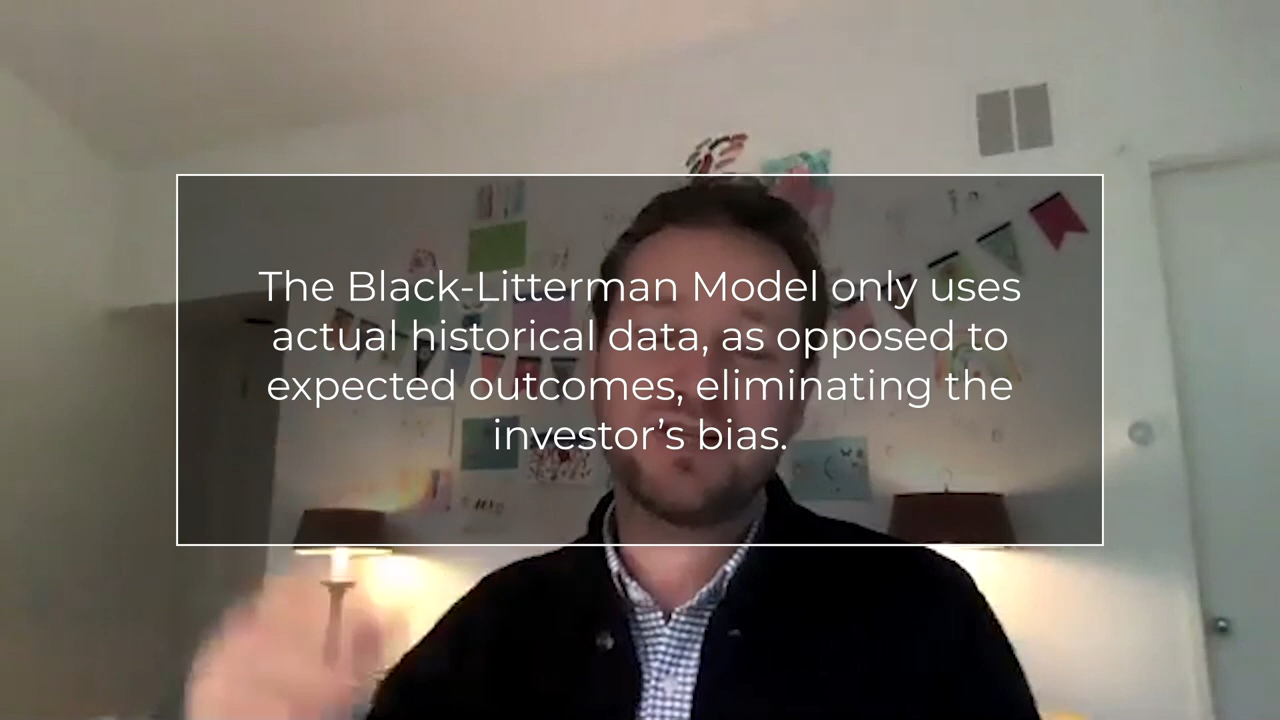 The Black-Litterman Model only uses
actual historical data, as opposed to
expected outcomes, eliminating the
investor’s bias.